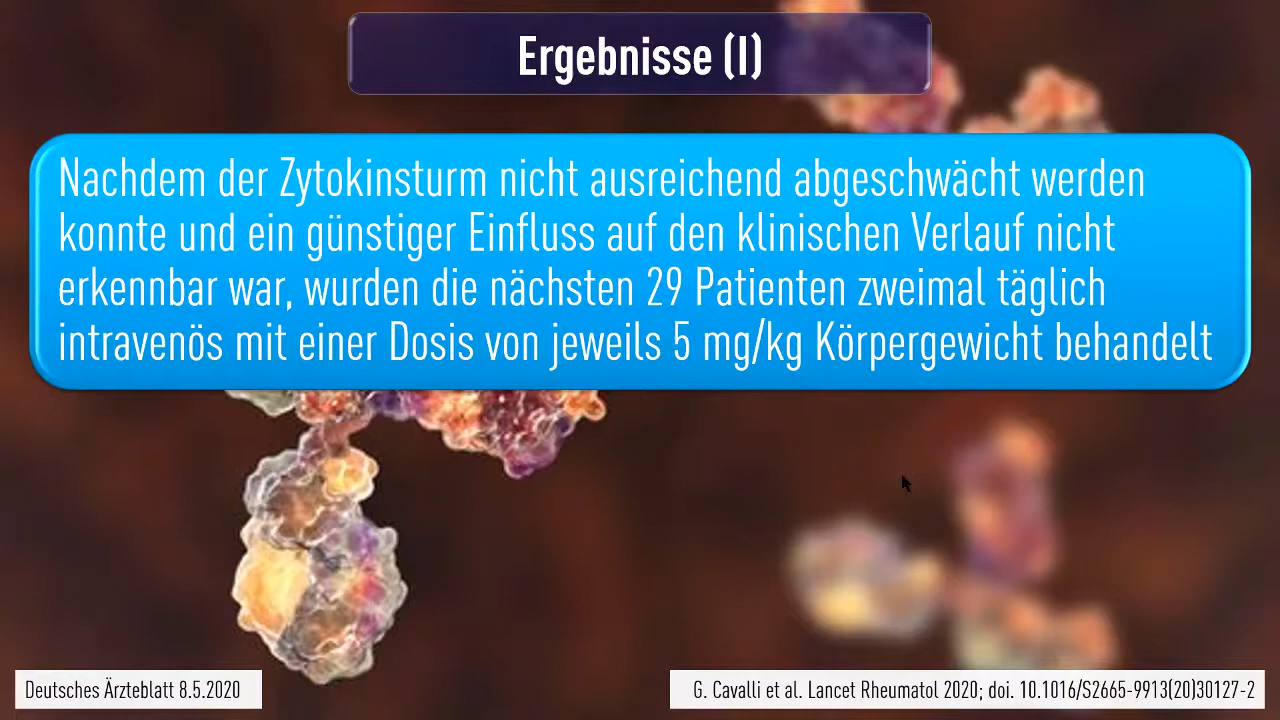 Ergebnisse (I)
Nachdem der Zytokinsturm nicht ausreichend abgeschwächt werden
konnte und ein günstiger Einfluss auf den klinischen Verlauf nicht
erkennbar war, wurden die nächsten 29 Patienten zweimal täglich
intravenös mit einer Dosis von jeweils 5 mg/kg Körpergewicht behandelt
Deutsches Ärzteblatt 8.5.2020
G. Cavalli et al. Lancet Rheumatol 2020; doi. 10.1016/S2665-9913(20)30127-2